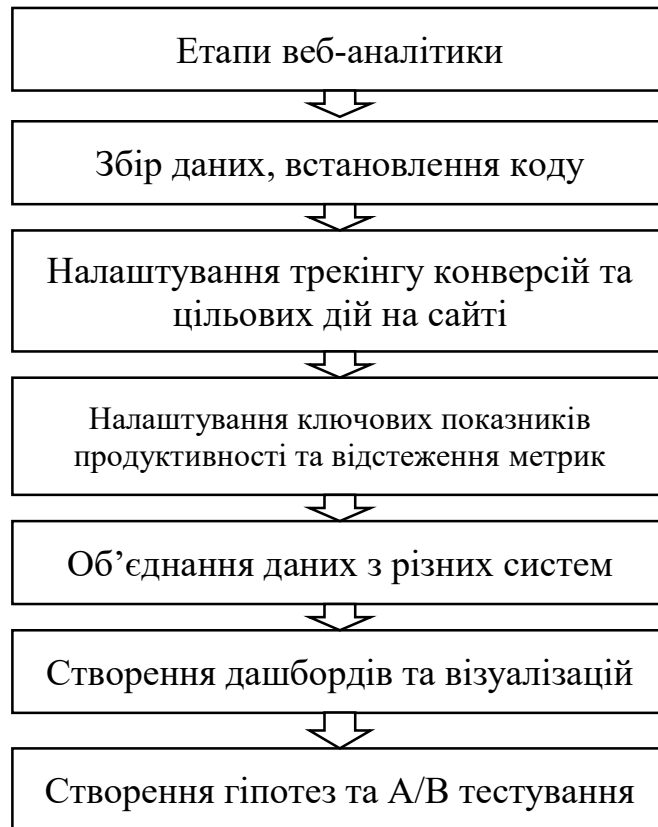 Етапи веб-аналітики
Збір даних, встановлення коду
Налаштування трекінгу конверсій та
цільових дій на сайті
Налаштування ключових показників
продуктивності та відстеження метрик
Об’єднання даних з різних систем
Створення дашбордів та візуалізацій
Створення гіпотез та А/В тестування